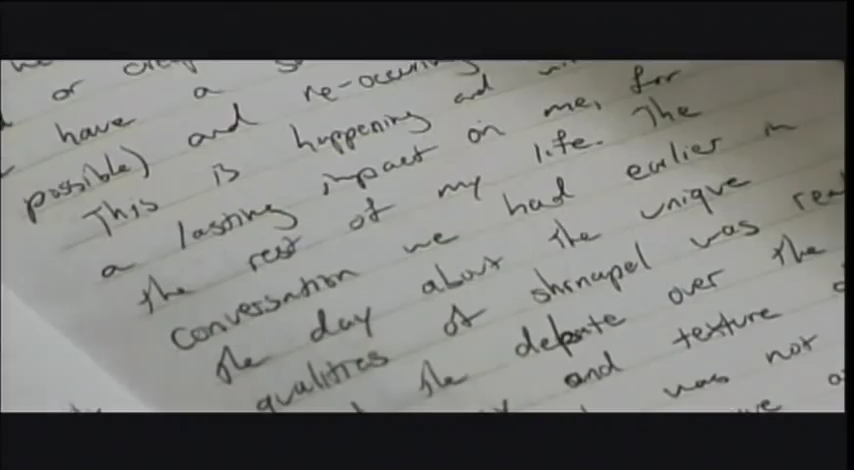 or
have a
possible) and re-occuring
This is happening and
a lasting impact on me, for
the rest of my life. The
conversation we had earlier in
the day about the unique
qualities of shrnapel was
the debate over the
and texture
was not